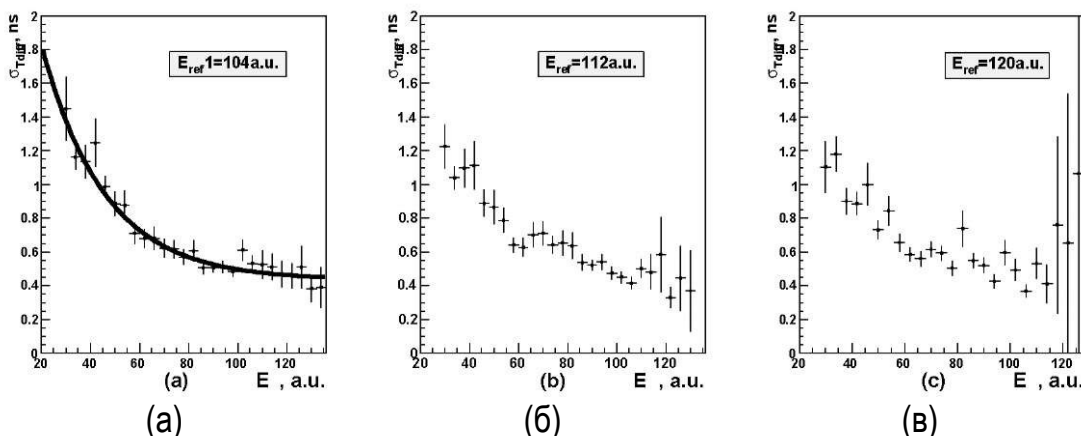 σTdiff, ns
2
1.8
1.6
1.4
1.2
1
0.8
0.6
0.4
0.2
0
Eref1=104a.u.
20 40 60 80 100 120
(a) E , a.u.
σTdiff, ns
2
1.8
1.6
1.4
1.2
1
0.8
0.6
0.4
0.2
0
Eref=112a.u.
20 40 60 80 100 120
(b) E , a.u.
σTdiff, ns
2
1.8
1.6
1.4
1.2
1
0.8
0.6
0.4
0.2
0
Eref=120a.u.
20 40 60 80 100 120
(c) E , a.u.
(а) (б) (в)